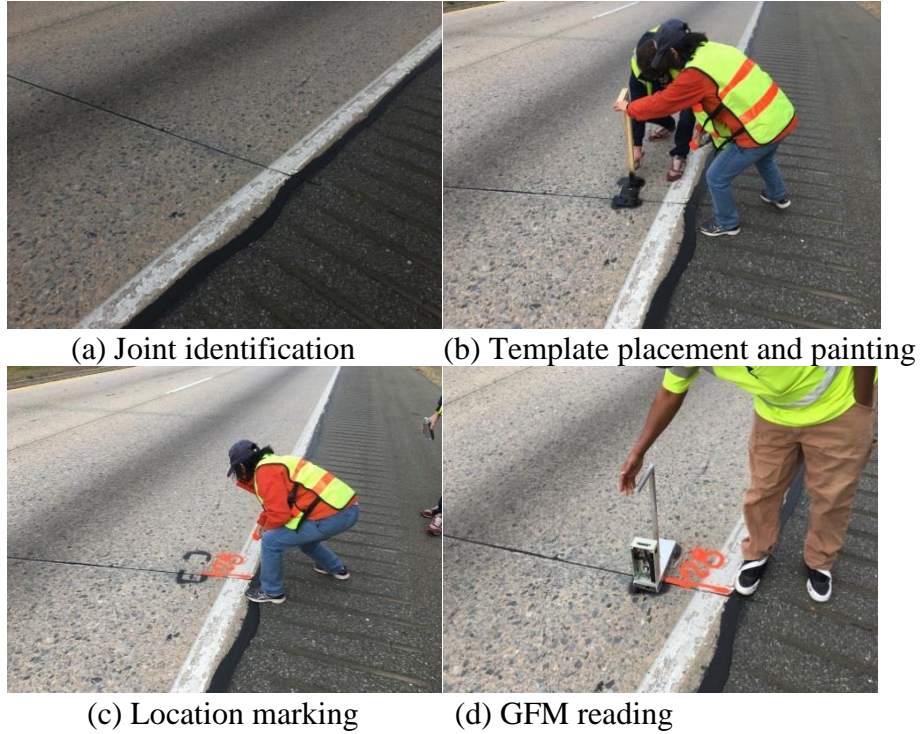 (a) Joint identification
(b) Template placement and painting
(c) Location marking
(d) GFM reading